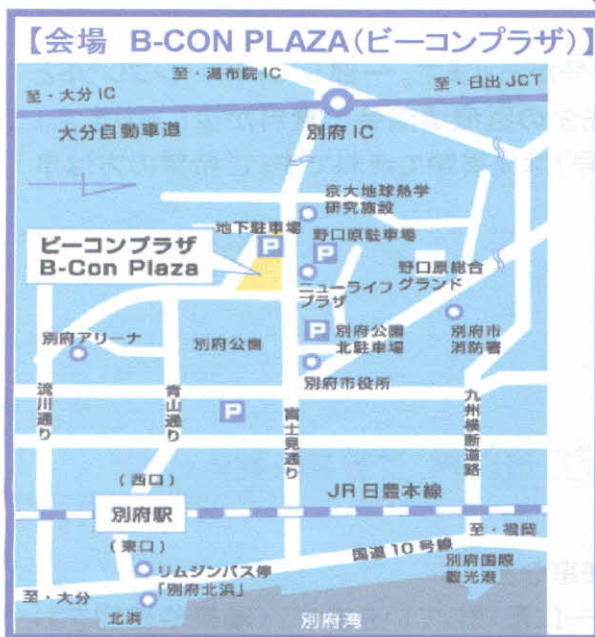 【会場 B-CON PLAZA(ビーコンプラザ)】
至・湯布院IC
至・大分IC
至・日出JCT
大分自動車道
別府IC
京大地球熱学
研究施設
地下駐車場
P
野口原駐車場
P
ビーコンプラザ
B-Con Plaza
ニューライフ
プラザ
野口原総合
グランド
別府アリーナ
別府公園
P
別府公園
北駐車場
別府市
消防署
別府市役所
流川通り
青山通り
P
富士見通り
九州横断道路
(西口)
JR日豊本線
別府駅
(東口)
国道10号線
至・福岡
別府国際
観光港
リムジンバス停
「別府北浜」
至・大分
北浜
別府湾